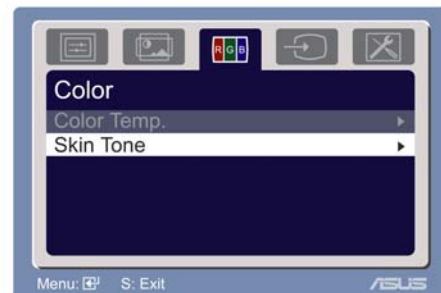 RGB
Color
Color Temp.
Skin Tone
Menu: S: Exit
ASUS